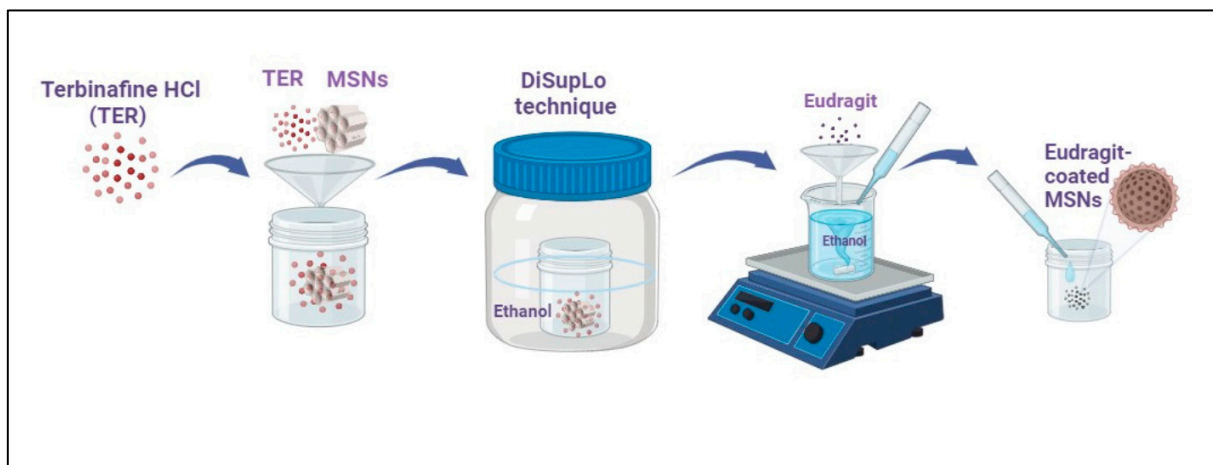 Terbinafine HCl
(TER)
TER MSNs
DiSupLo
technique
Ethanol
Eudragit
Ethanol
Eudragit-
coated
MSNs